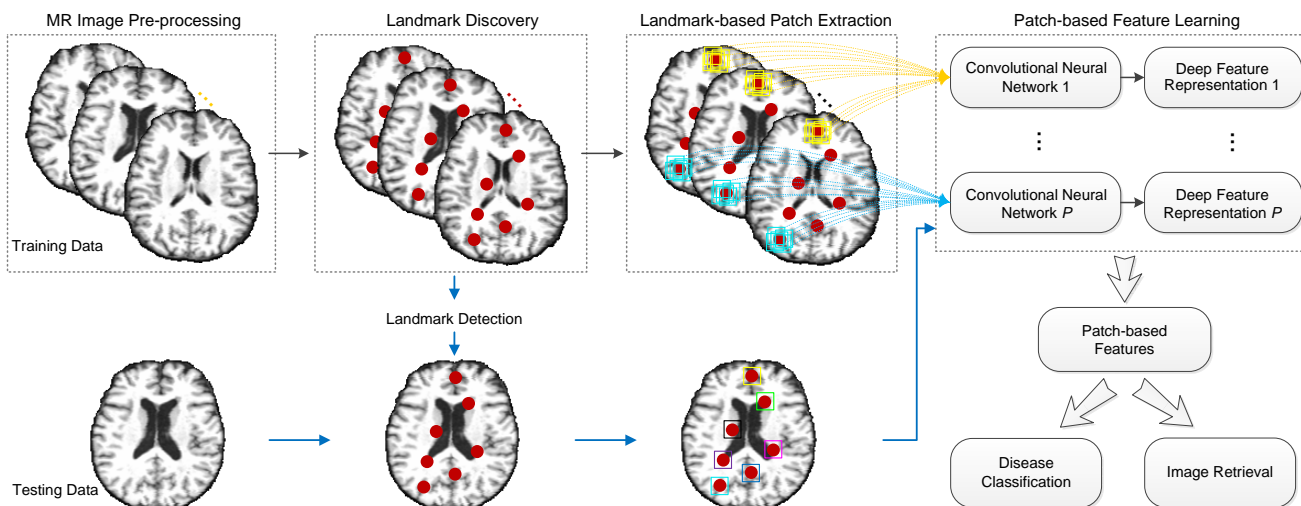 MR Image Pre-processing
Landmark Discovery
Landmark-based Patch Extraction
Patch-based Feature Learning
Convolutional Neural
Network 1
Deep Feature
Representation 1
Convolutional Neural
Network P
Deep Feature
Representation P
Training Data
Landmark Detection
Patch-based
Features
Disease
Classification
Image Retrieval
Testing Data